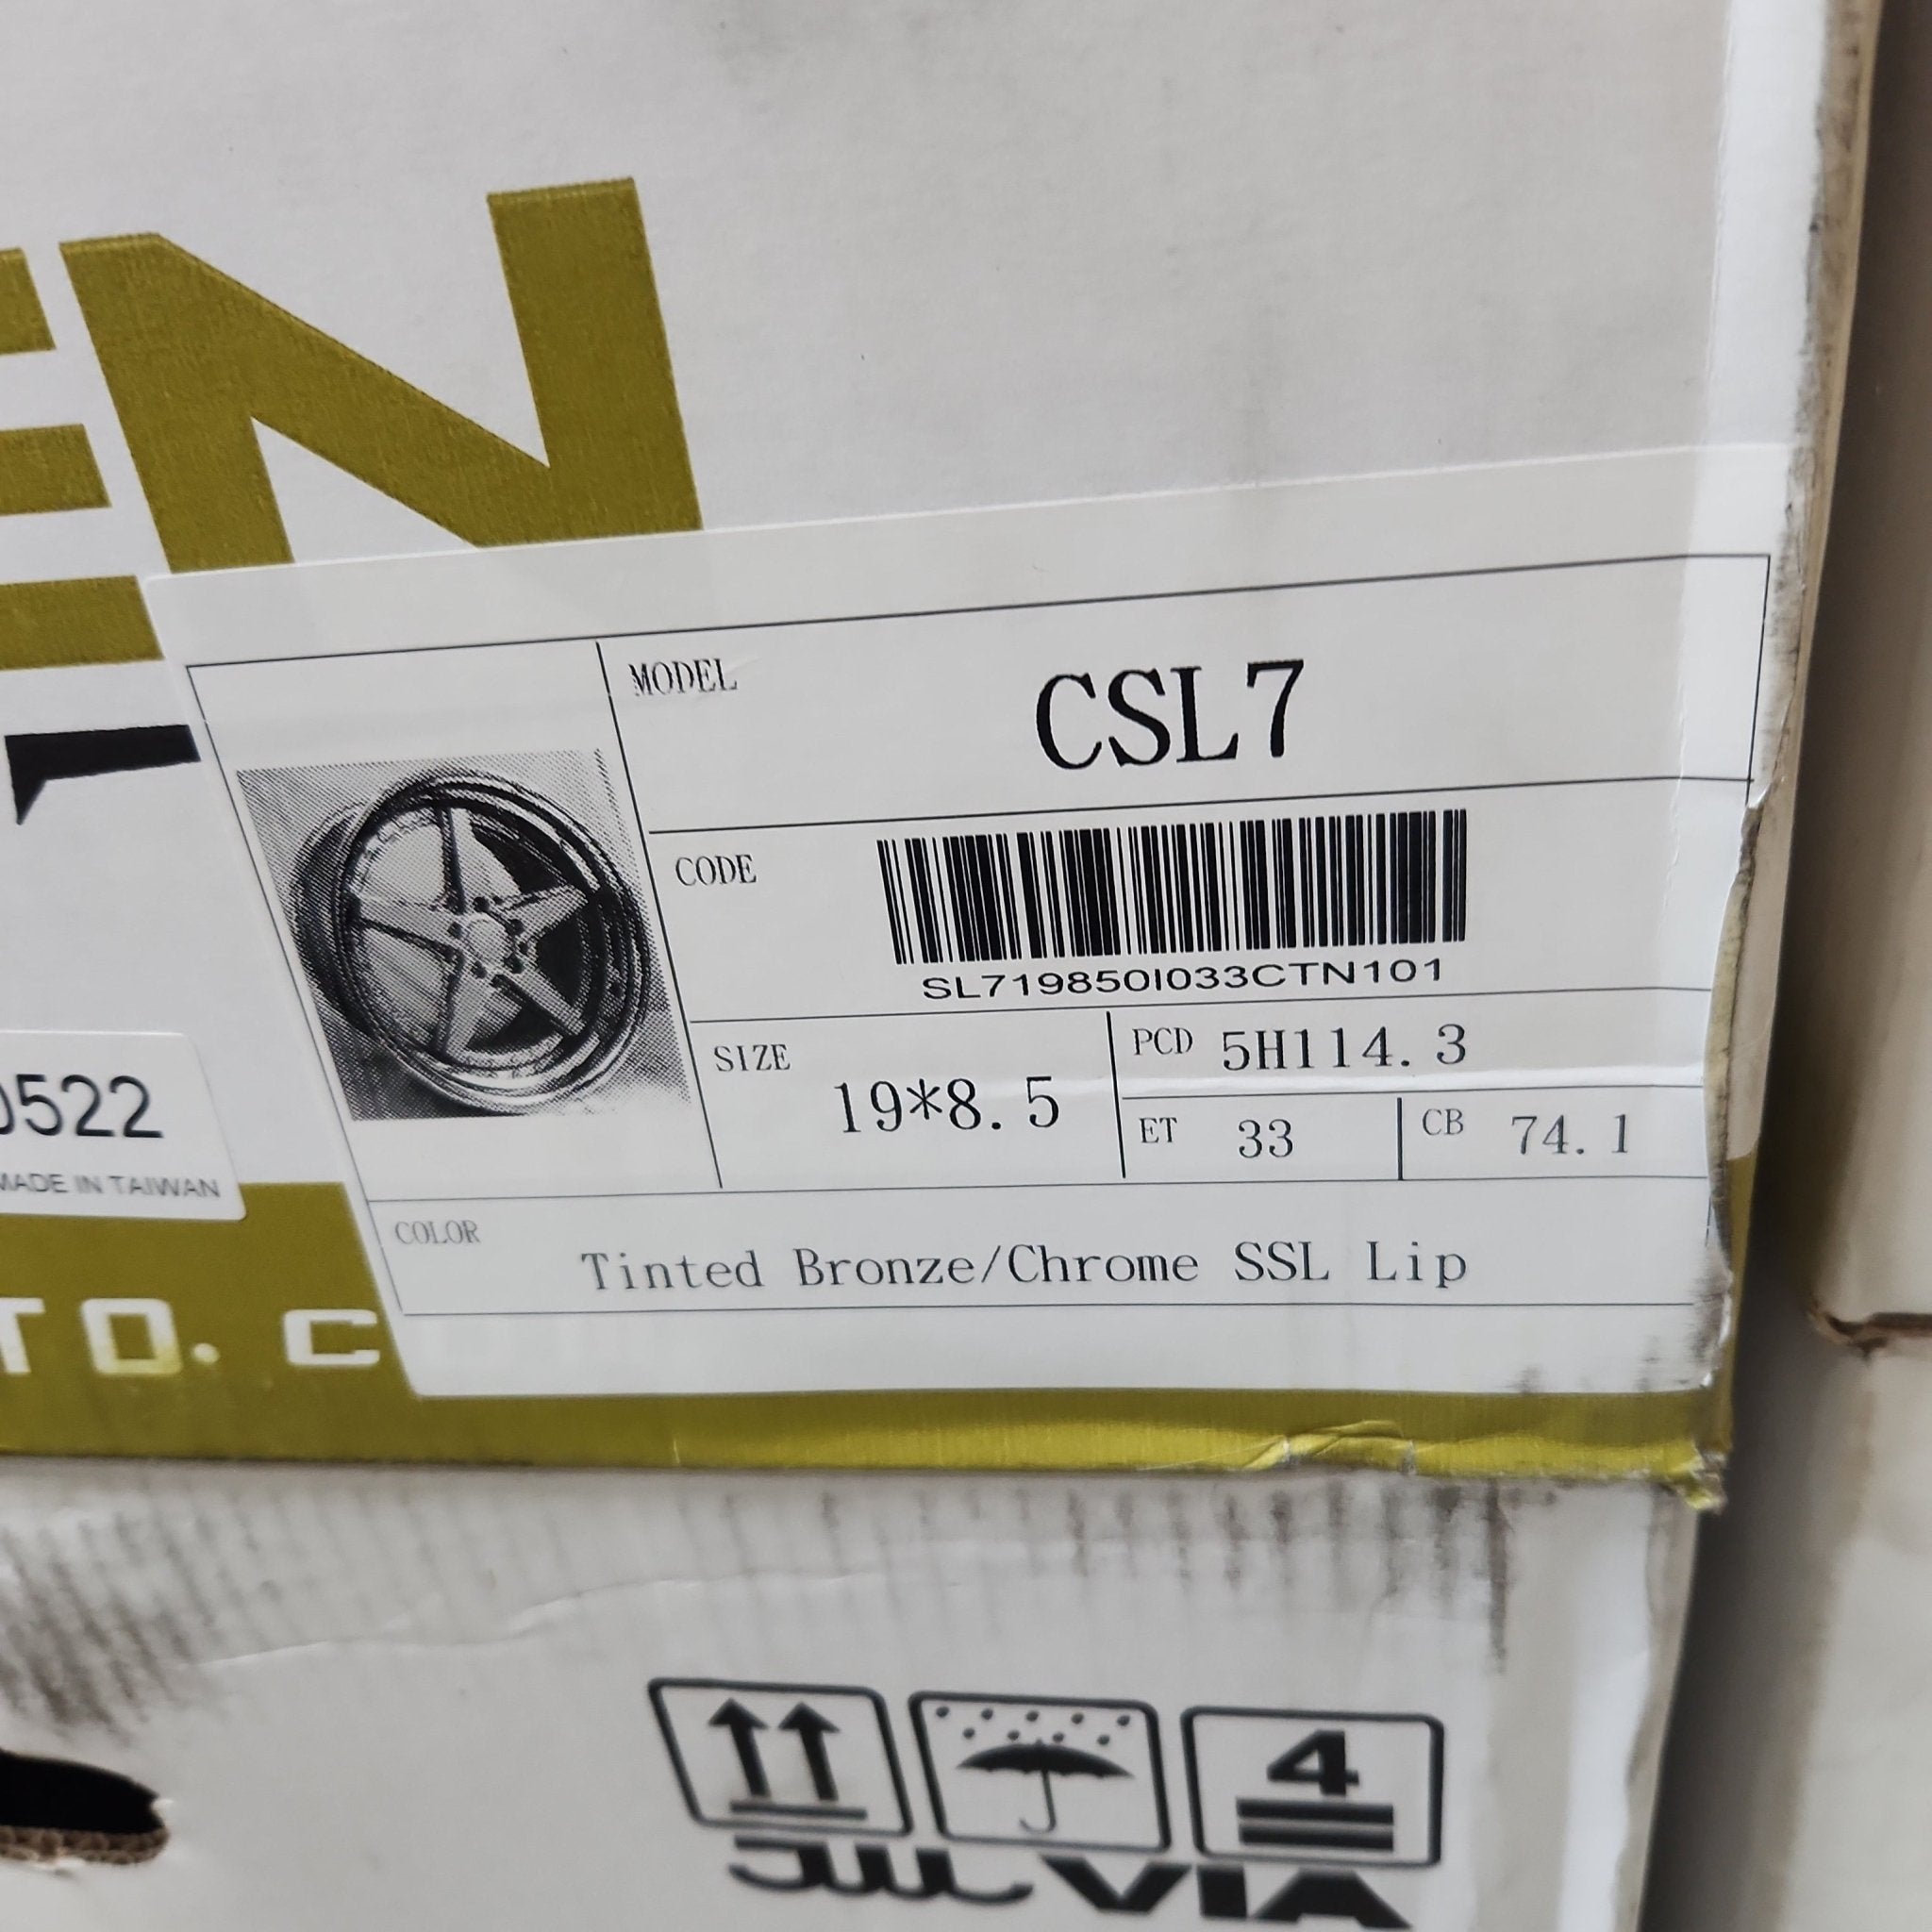 EN
MODEL CSL7
CODE
SL719850I033CTN101
SIZE 19*8.5
PCD 5H114.3
ET 33
CB 74.1
COLOR Tinted Bronze/Chrome SSL Lip
0522
MADE IN TAIWAN
TD. C
4
VIA